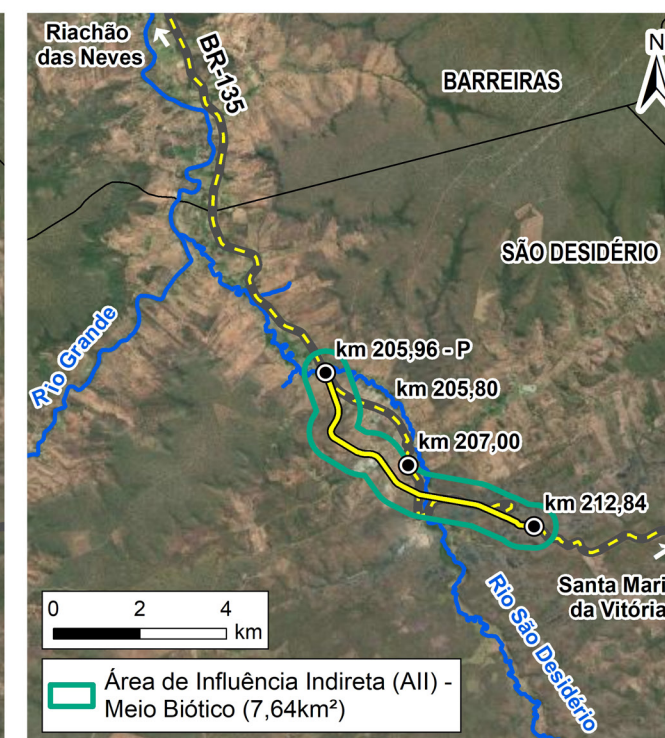 Riachão
das Neves
BR-135
BARREIRAS
N
SÃO DESIDÉRIO
Rio Grande
km 205,96 - P
km 205,80
km 207,00
km 212,84
Santa Mari
da Vitória
Rio São Desidério
0 2 4
km
Área de Influência Indireta (AII) -
Meio Biótico (7,64km²)